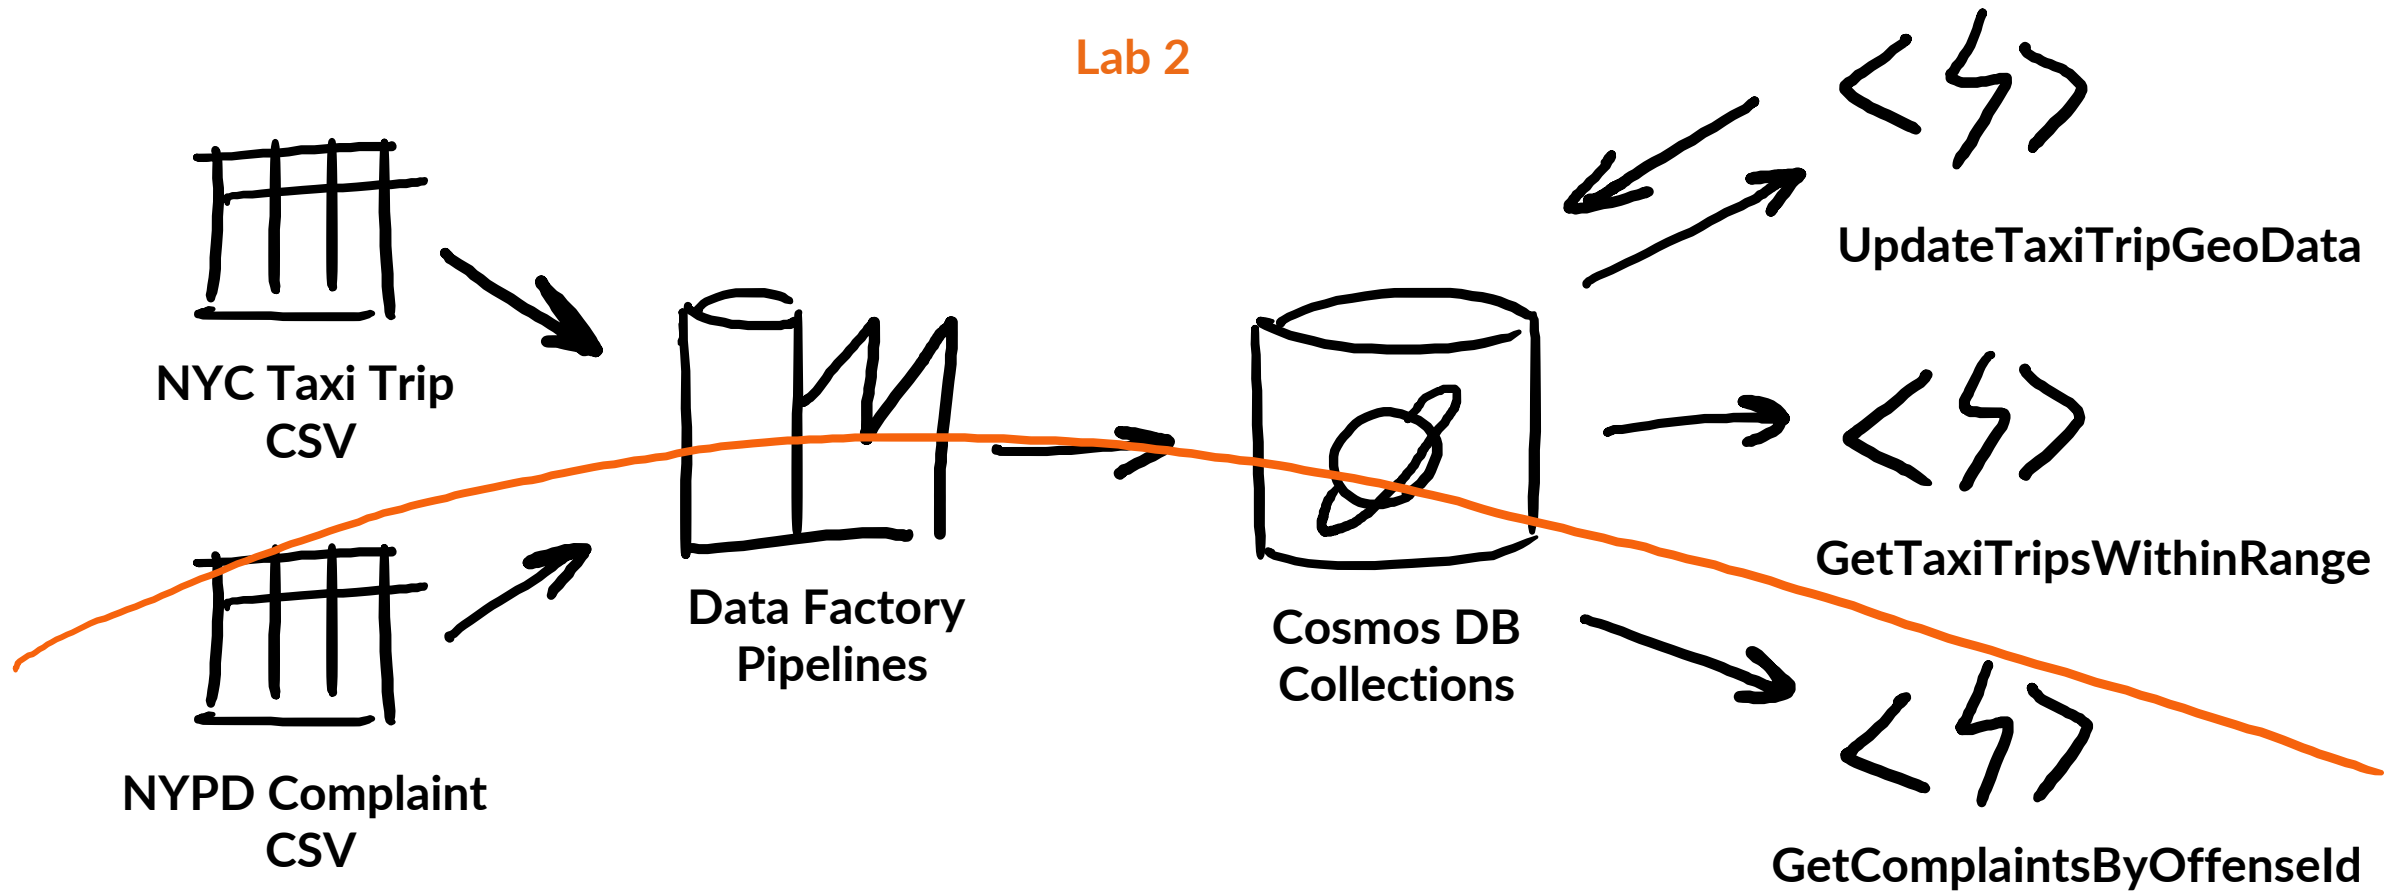 Lab 2
NYC Taxi Trip
CSV
NYPD Complaint
CSV
Data Factory
Pipelines
Cosmos DB
Collections
UpdateTaxiTripGeoData
GetTaxiTripsWithinRange
GetComplaintsByOffenseId